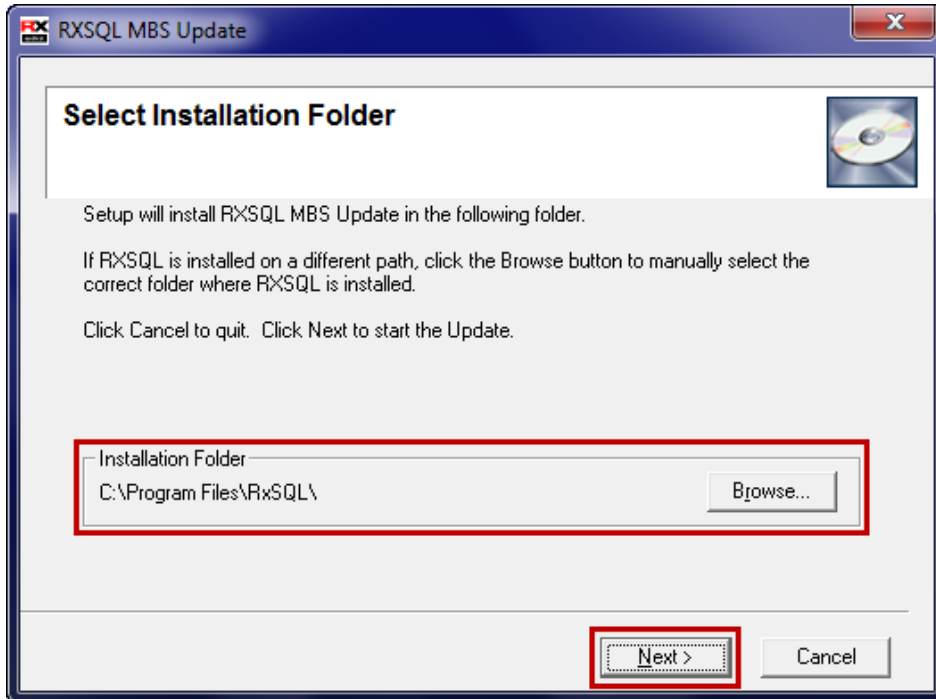 RX
RXSQL MBS Update
Select Installation Folder
Setup will install RXSQL MBS Update in the following folder.
If RXSQL is installed on a different path, click the Browse button to manually select the
correct folder where RXSQL is installed.
Click Cancel to quit.  Click Next to start the Update.
Installation Folder
C:\Program Files\RxSQL\
Browse...
Next >
Cancel